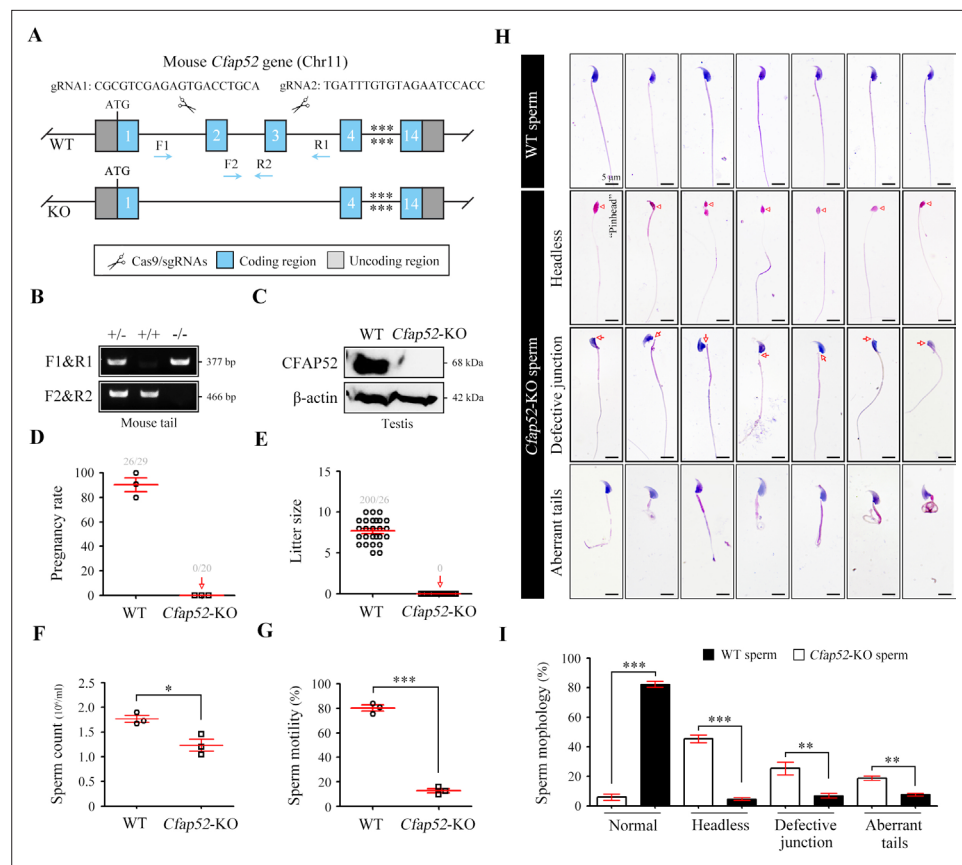 A
Mouse Cfap52 gene (Chr11)
gRNA1: CGCGTCGAGAGTGACCTGCA
gRNA2: TGATTTGTGTAGAATCCACC
ATG
WT
1
2
3
4
***
***
14
F1
F2
R2
R1
ATG
KO
1
4
***
***
14
Cas9/sgRNAs
Coding region
Uncoding region
B
+/-
+/+
-/-
F1&R1
377 bp
F2&R2
466 bp
Mouse tail
C
WT
Cfap52-KO
CFAP52
68 kDa
β-actin
42 kDa
Testis
D
Pregnancy rate
100
80
60
40
20
0
26/29
0/20
WT
Cfap52-KO
E
Litter size
15
10
5
0
200/26
0
WT
Cfap52-KO
F
Sperm count (10⁶/ml)
2.5
2.0
1.5
1.0
0.5
0
*
WT
Cfap52-KO
G
Sperm motility (%)
100
80
60
40
20
0
***
WT
Cfap52-KO
H
WT sperm
5 μm
Cfap52-KO sperm
Headless
"Pinhead"
Defective junction
Aberrant tails
I
WT sperm
Cfap52-KO sperm
Sperm mophology (%)
100
80
60
40
20
0
***
***
**
**
Normal
Headless
Defective
junction
Aberrant
tails